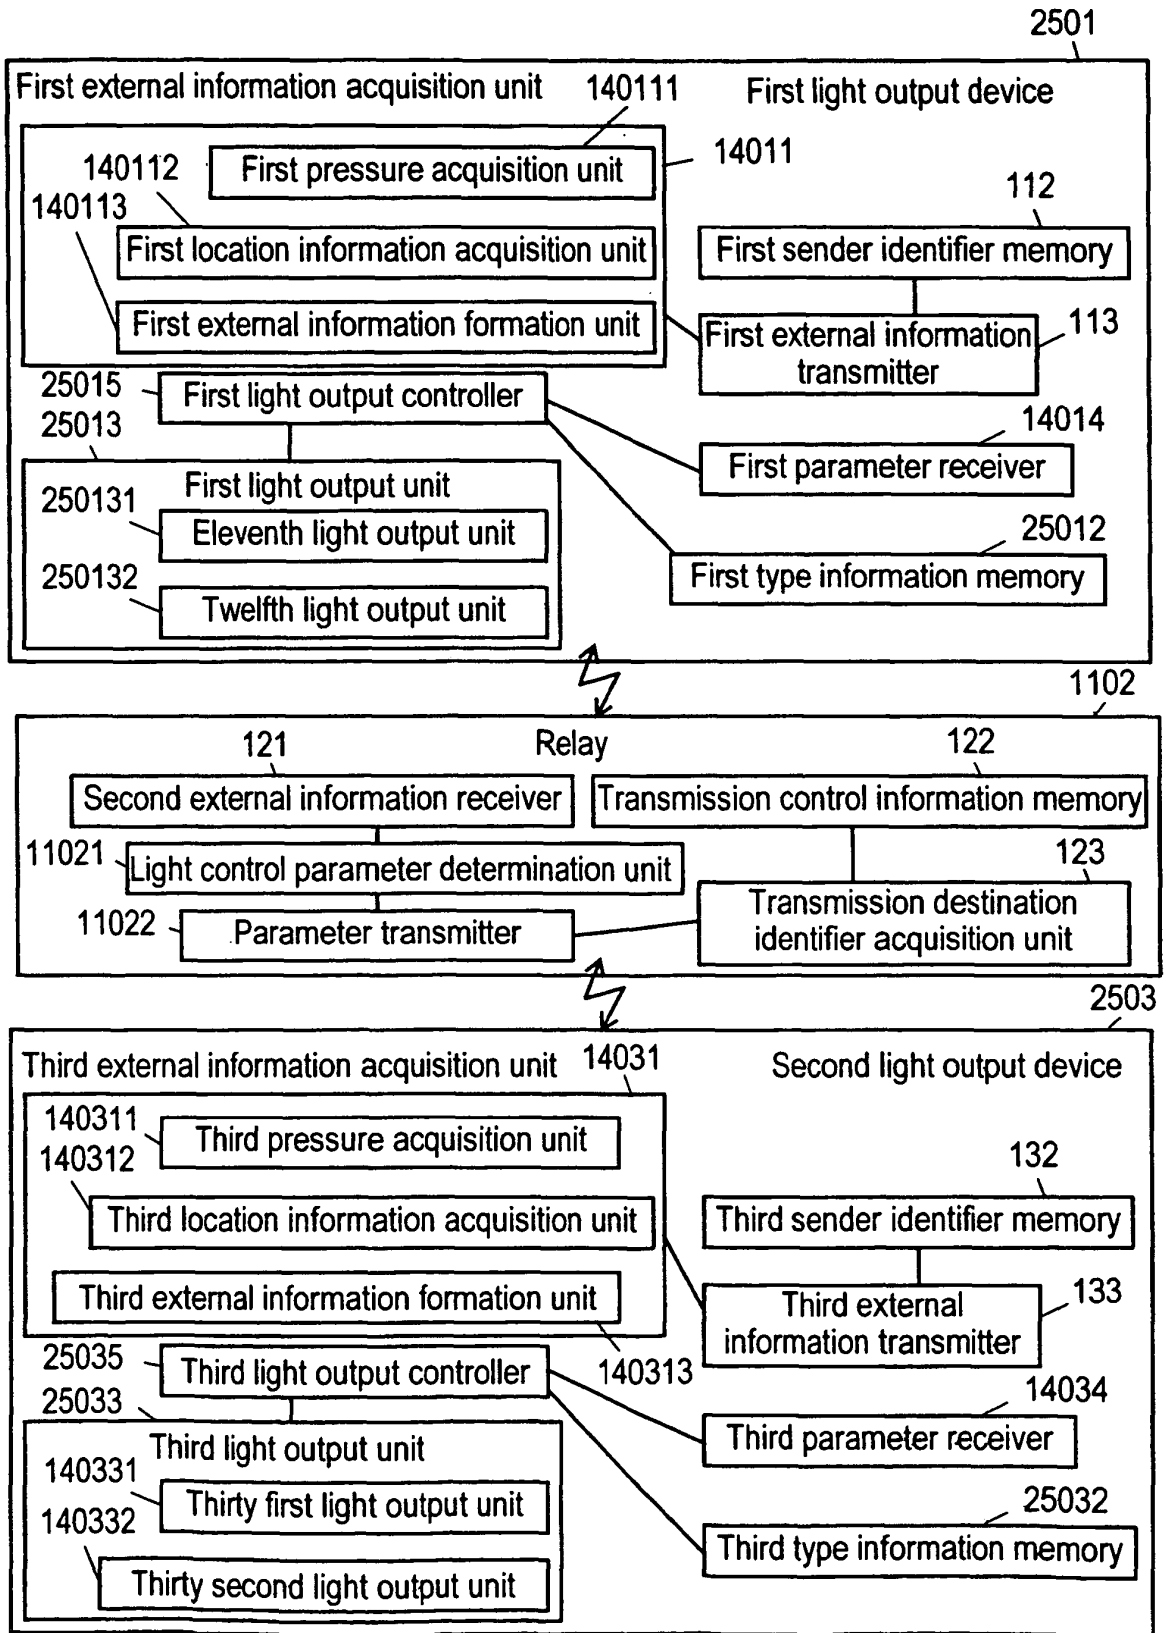 2501
First external information acquisition unit
140111
First light output device
First pressure acquisition unit
14011
140112
140113
112
First location information acquisition unit
First sender identifier memory
First external information formation unit
First external information
transmitter
113
25015
First light output controller
25013
14014
First light output unit
First parameter receiver
250131
Eleventh light output unit
25012
250132
First type information memory
Twelfth light output unit
1102
121
Relay
122
Second external information receiver
Transmission control information memory
11021
Light control parameter determination unit
123
11022
Parameter transmitter
Transmission destination
identifier acquisition unit
2503
Third external information acquisition unit
14031
Second light output device
140311
Third pressure acquisition unit
140312
132
Third location information acquisition unit
Third sender identifier memory
Third external information formation unit
Third external
information transmitter
133
25035
Third light output controller
140313
25033
14034
Third light output unit
Third parameter receiver
140331
Thirty first light output unit
25032
140332
Third type information memory
Thirty second light output unit